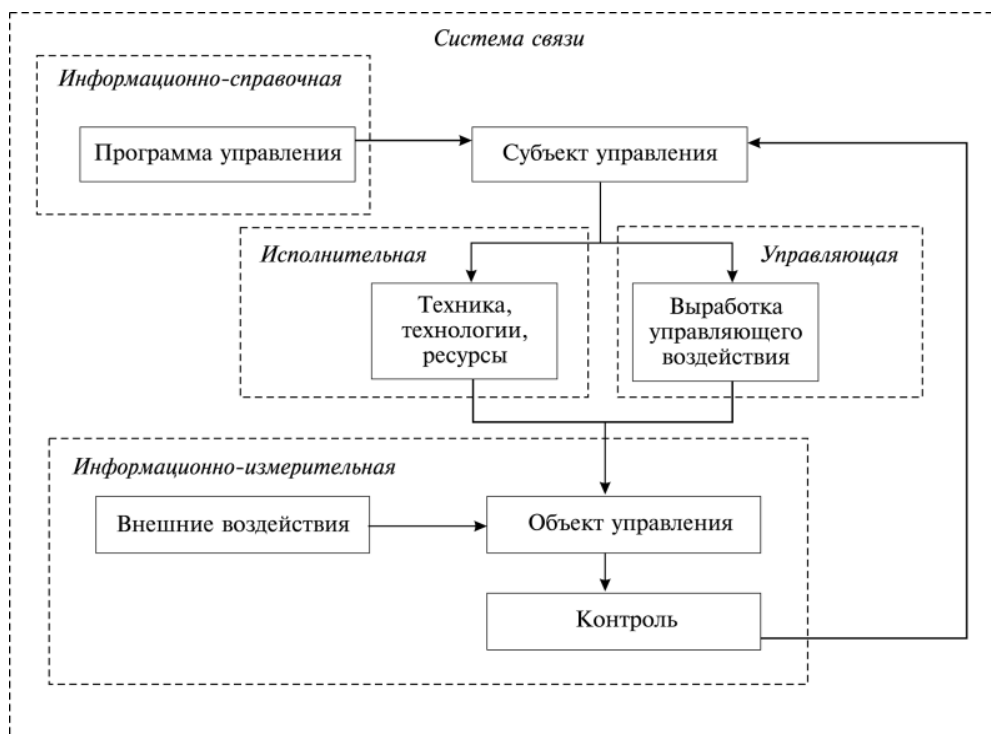 Система связи
Информационно-справочная
Программа управления
Субъект управления
Исполнительная
Управляющая
Техника,
технологии,
ресурсы
Выработка
управляющего
воздействия
Информационно-измерительная
Внешние воздействия
Объект управления
Контроль